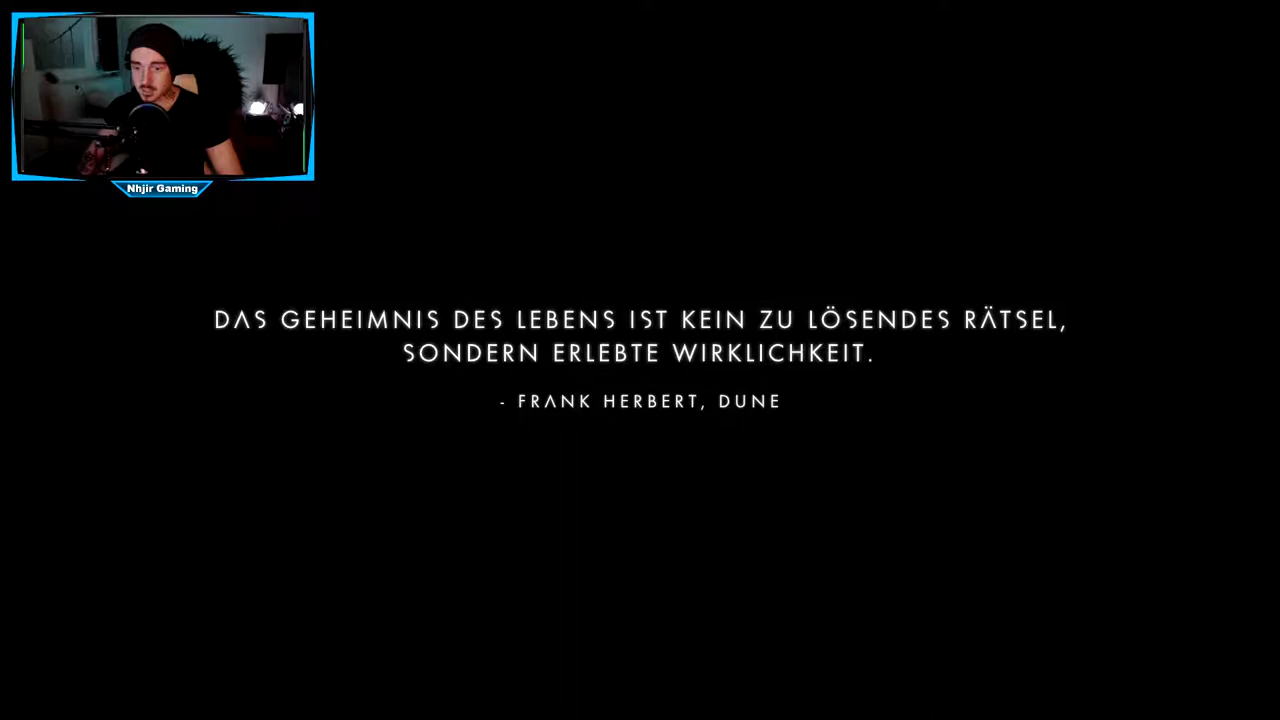 Nhjir Gaming
DAS GEHEIMNIS DES LEBENS IST KEIN ZU LÖSENDES RÄTSEL,
SONDERN ERLEBTE WIRKLICHKEIT.
- FRANK HERBERT, DUNE